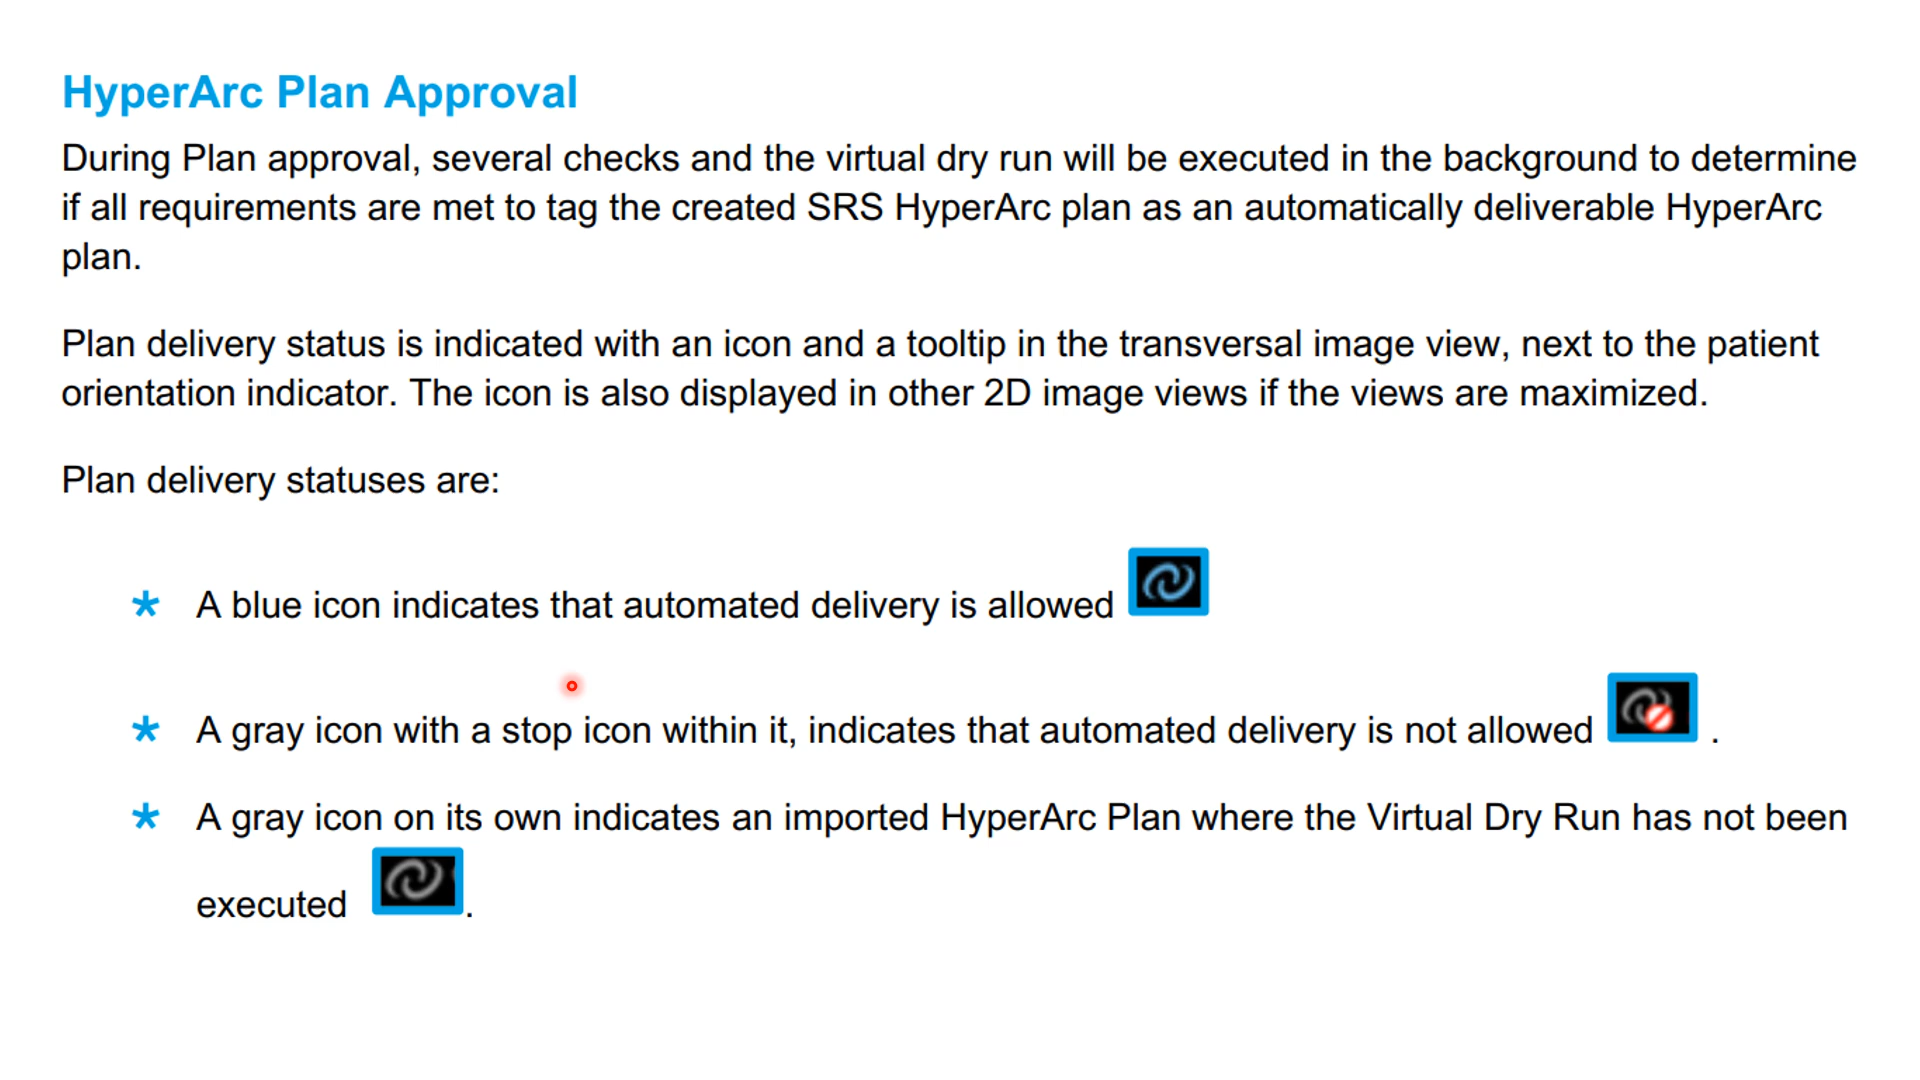 HyperArc Plan Approval
During Plan approval, several checks and the virtual dry run will be executed in the background to determine
if all requirements are met to tag the created SRS HyperArc plan as an automatically deliverable HyperArc
plan.
Plan delivery status is indicated with an icon and a tooltip in the transversal image view, next to the patient
orientation indicator. The icon is also displayed in other 2D image views if the views are maximized.
Plan delivery statuses are:
* A blue icon indicates that automated delivery is allowed
* A gray icon with a stop icon within it, indicates that automated delivery is not allowed .
* A gray icon on its own indicates an imported HyperArc Plan where the Virtual Dry Run has not been
executed .